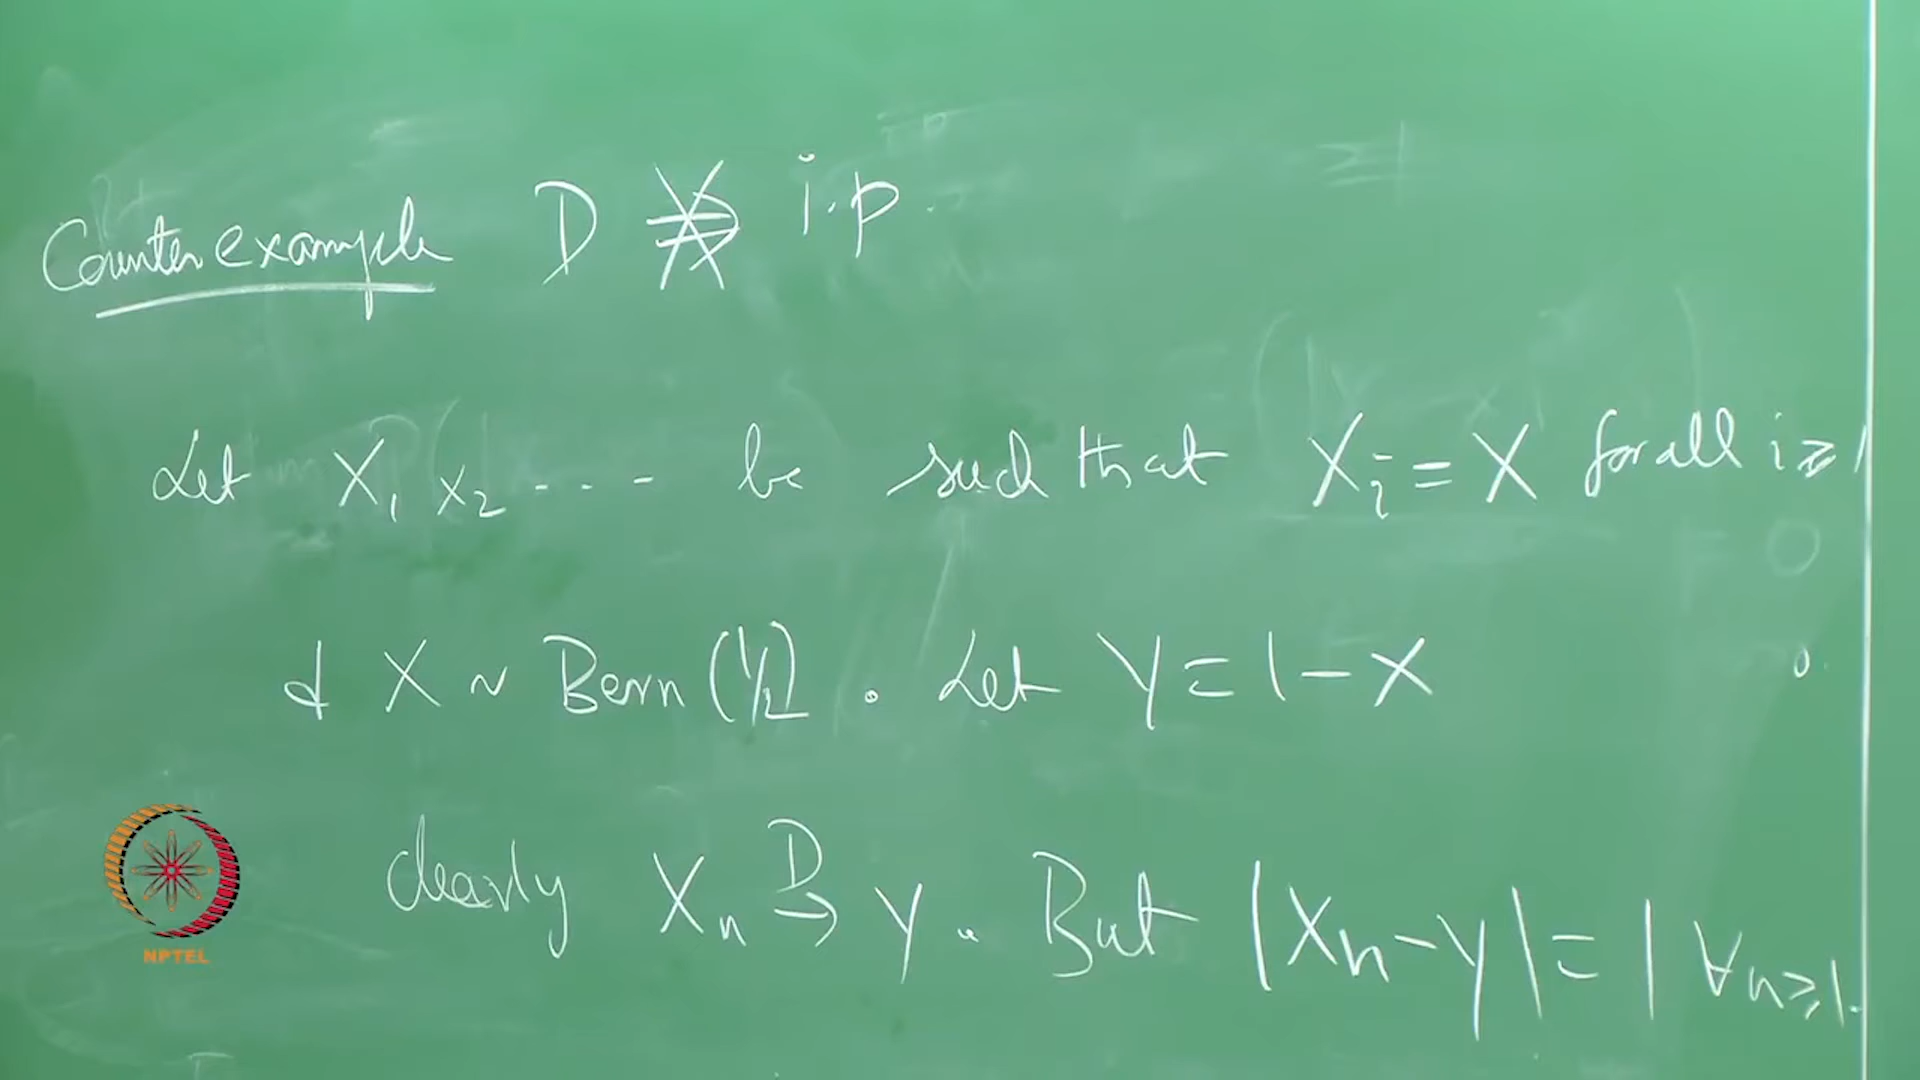 Counter example D ⇏ i.p.
Let X₁ X₂ ---- be such that Xᵢ = X for all i ≥ 1
& X ~ Bern (1/2). Let Y = 1 - X
clearly Xₙ →ᴰ Y. But |Xₙ - Y| = 1 ∀ n ≥ 1.
NPTEL